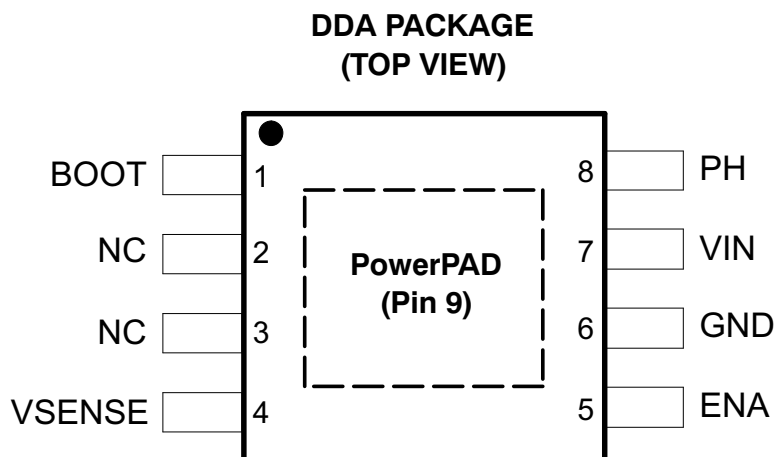 DDA PACKAGE
(TOP VIEW)
BOOT 1 8 PH
NC 2 7 VIN
PowerPAD
(Pin 9)
NC 3 6 GND
VSENSE 4 5 ENA